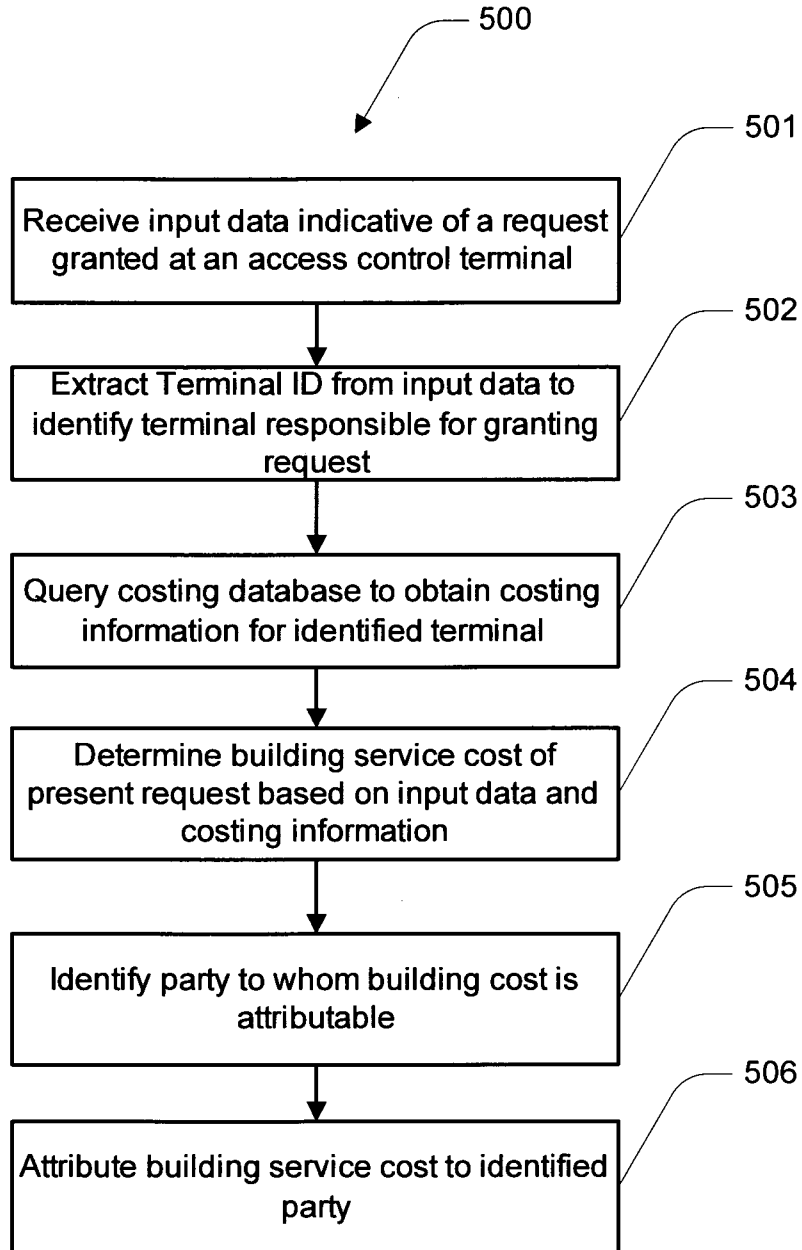 500
501
Receive input data indicative of a request
granted at an access control terminal
502
Extract Terminal ID from input data to
identify terminal responsible for granting
request
503
Query costing database to obtain costing
information for identified terminal
504
Determine building service cost of
present request based on input data and
costing information
505
Identify party to whom building cost is
attributable
506
Attribute building service cost to identified
party